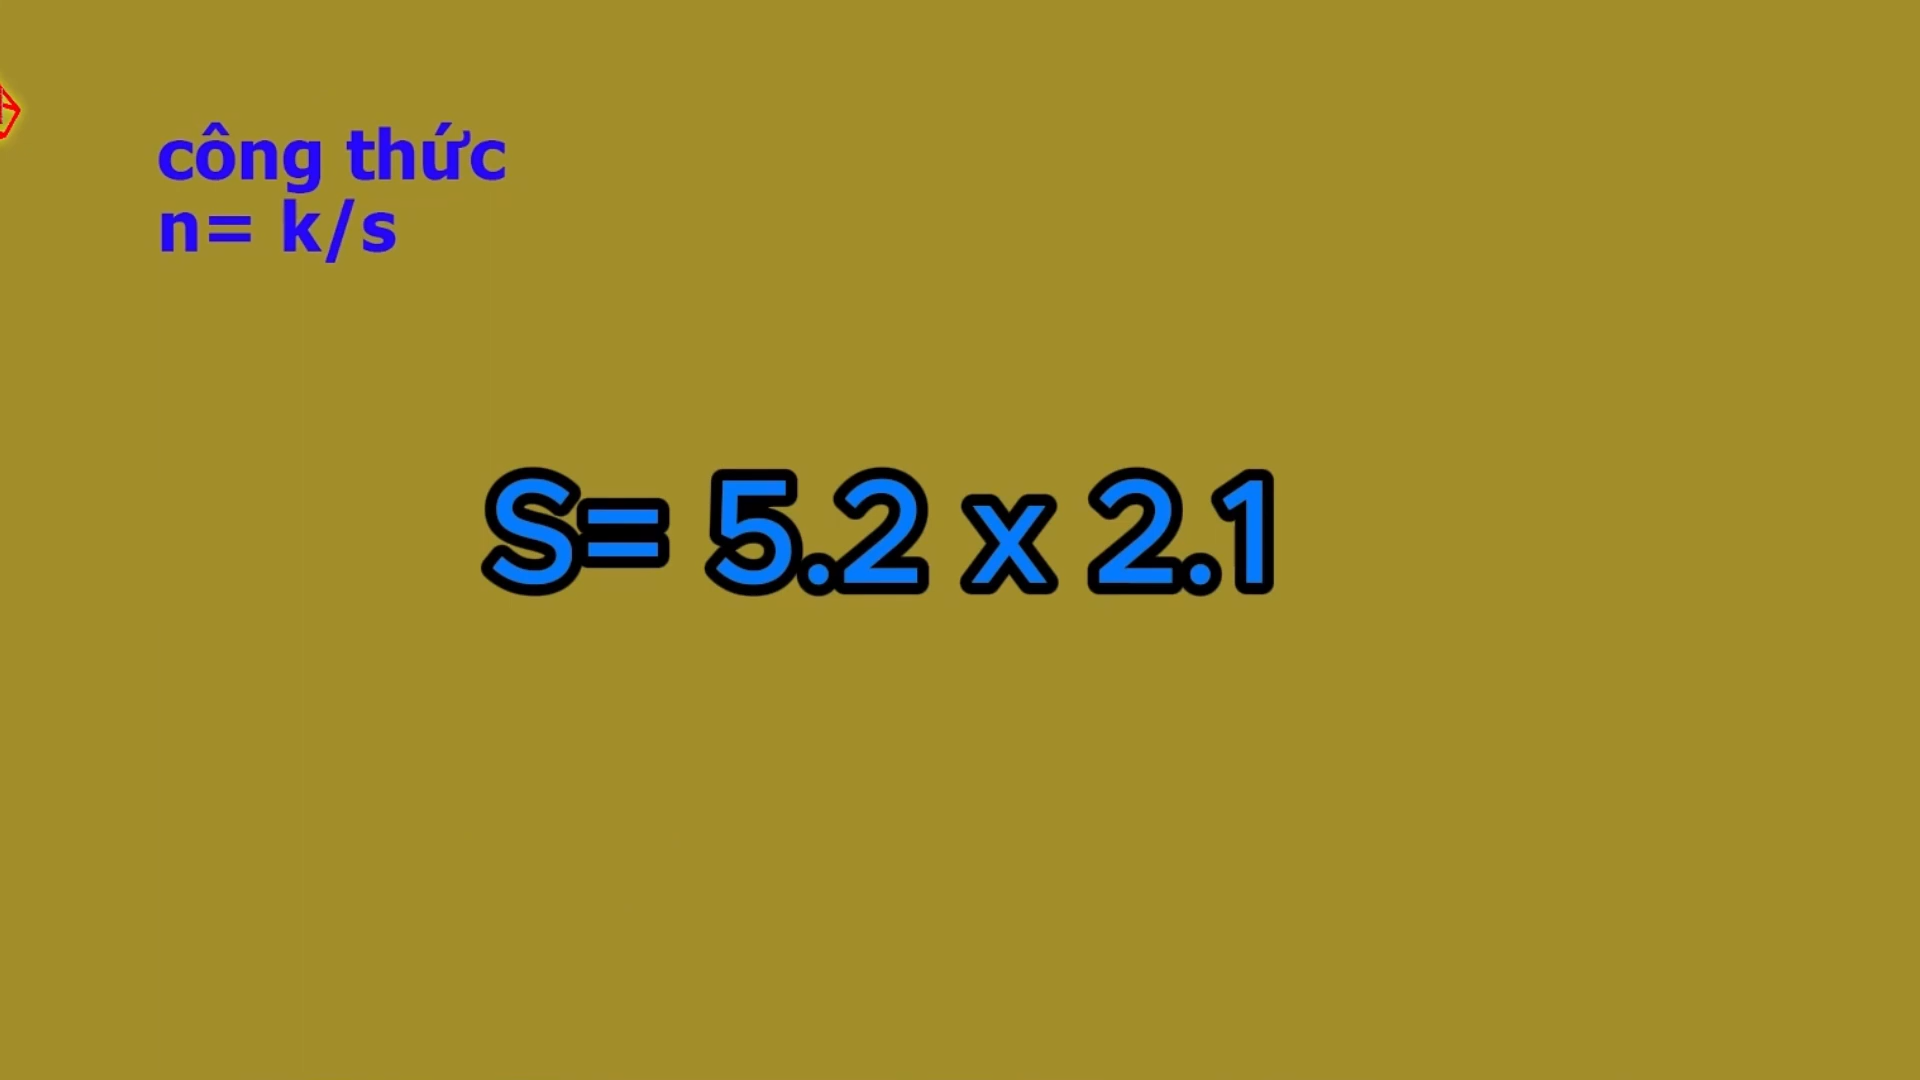 công thức
n= k/s
S= 5.2 x 2.1